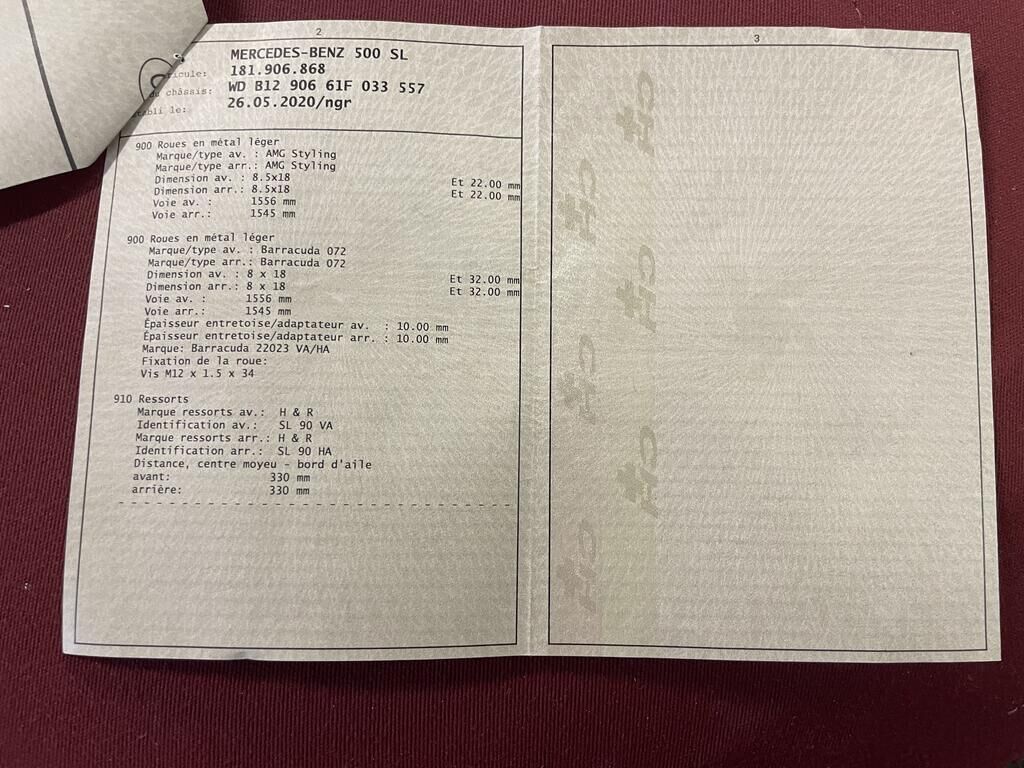 2
MERCEDES-BENZ 500 SL
icule: 181.906.868
de châssis: WD B12 906 61F 033 557
bli le: 26.05.2020/ngr
900 Roues en métal léger
Marque/type av. : AMG Styling
Marque/type arr.: AMG Styling
Dimension av. : 8.5x18 Et 22.00 mm
Dimension arr.: 8.5x18 Et 22.00 mm
Voie av. : 1556 mm
Voie arr.: 1545 mm
900 Roues en métal léger
Marque/type av. : Barracuda 072
Marque/type arr.: Barracuda 072
Dimension av. : 8 x 18 Et 32.00 mm
Dimension arr.: 8 x 18 Et 32.00 mm
Voie av. : 1556 mm
Voie arr.: 1545 mm
Épaisseur entretoise/adaptateur av. : 10.00 mm
Épaisseur entretoise/adaptateur arr. : 10.00 mm
Marque: Barracuda 22023 VA/HA
Fixation de la roue:
Vis M12 x 1.5 x 34
910 Ressorts
Marque ressorts av.: H & R
Identification av.: SL 90 VA
Marque ressorts arr.: H & R
Identification arr.: SL 90 HA
Distance, centre moyeu - bord d'aile
avant: 330 mm
arrière: 330 mm
3
CH
CH
CH
CH
CH
CH